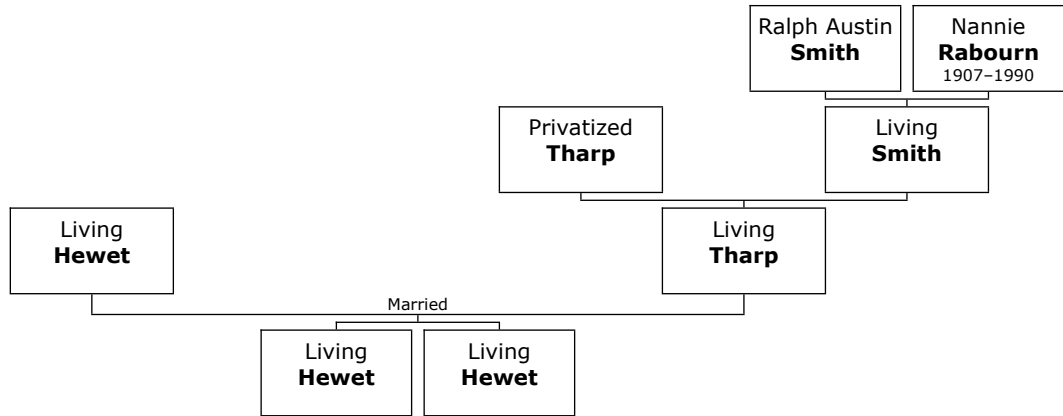 Ralph Austin
Smith
Nannie
Rabourn
1907–1990
Privatized
Tharp
Living
Smith
Living
Hewet
Living
Tharp
Married
Living
Hewet
Living
Hewet